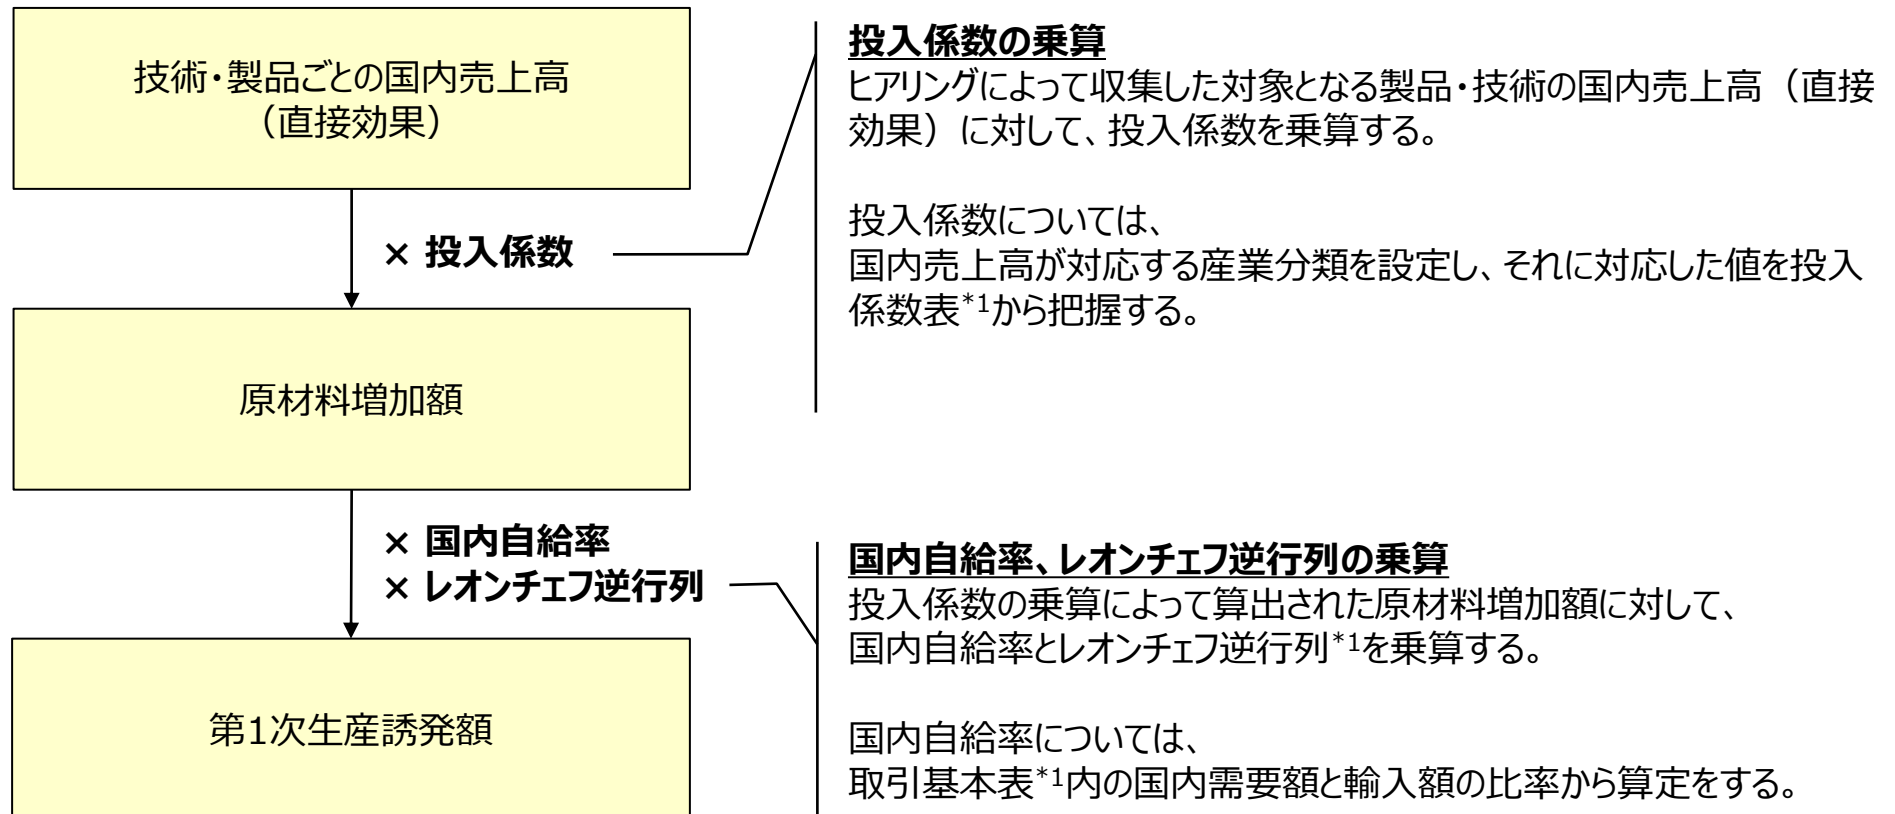 技術・製品ごとの国内売上高
（直接効果）
× 投入係数
原材料増加額
× 国内自給率
× レオンチェフ逆行列
第1次生産誘発額
投入係数の乗算
ヒアリングによって収集した対象となる製品・技術の国内売上高（直接
効果）に対して、投入係数を乗算する。
投入係数については、
国内売上高が対応する産業分類を設定し、それに対応した値を投入
係数表*1から把握する。
国内自給率、レオンチェフ逆行列の乗算
投入係数の乗算によって算出された原材料増加額に対して、
国内自給率とレオンチェフ逆行列*1を乗算する。
国内自給率については、
取引基本表*1内の国内需要額と輸入額の比率から算定をする。